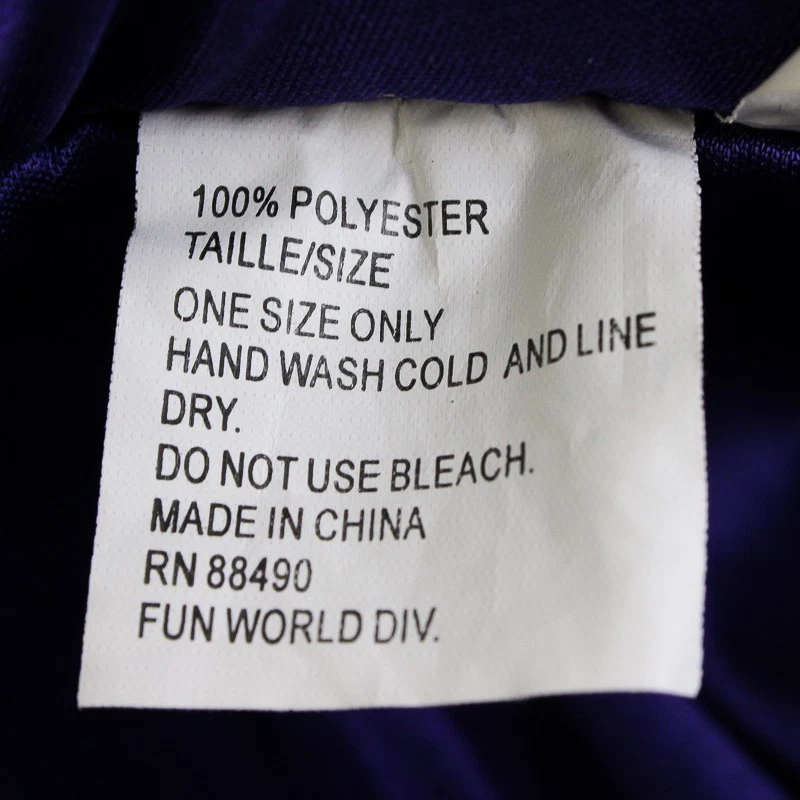 100% POLYESTER
TAILLE/SIZE
ONE SIZE ONLY
HAND WASH COLD AND LINE
DRY.
DO NOT USE BLEACH.
MADE IN CHINA
RN 88490
FUN WORLD DIV.